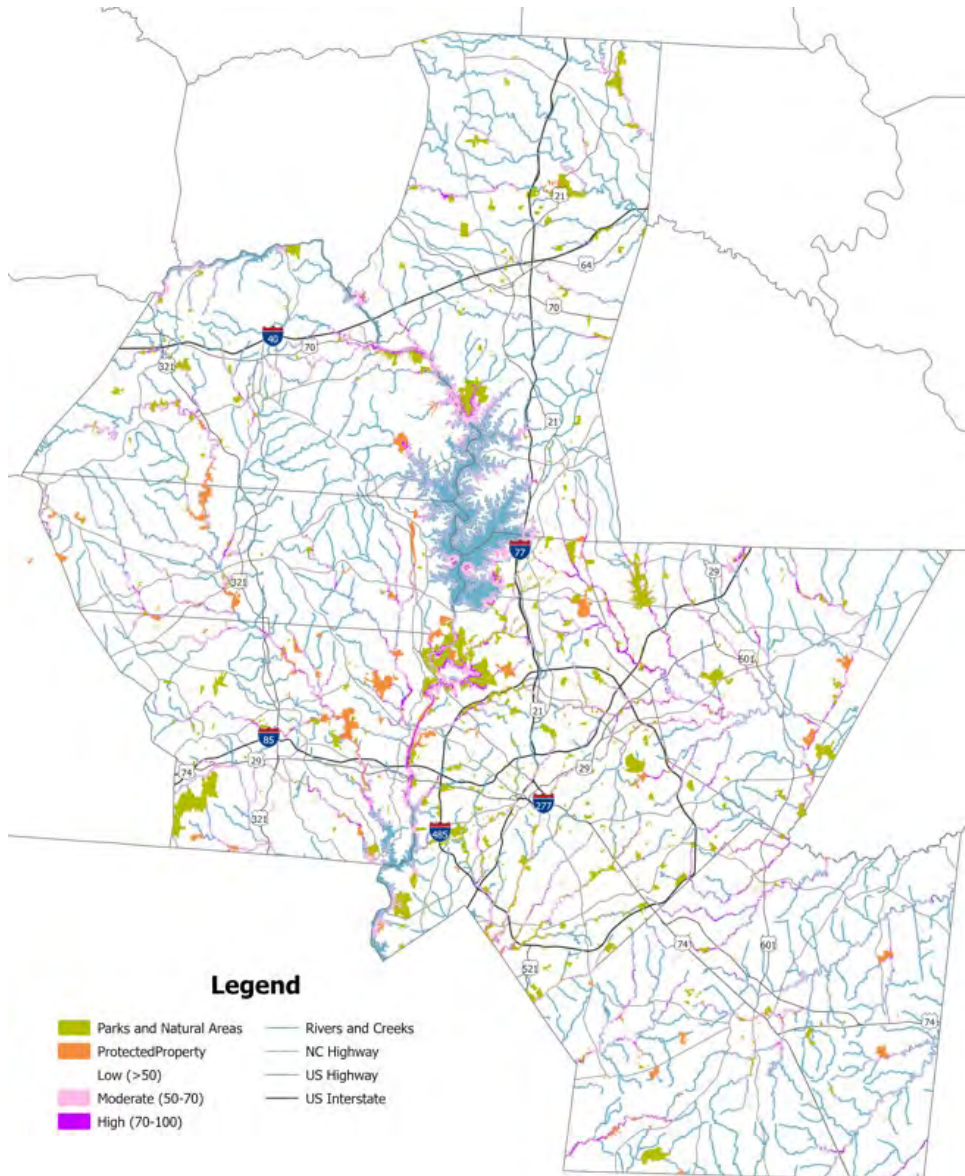 21
64
70
40
70
321
21
77
29
321
601
21
85
29
74
29
277
321
485
74
601
521
74
Legend
Parks and Natural Areas
ProtectedProperty
Low (>50)
Moderate (50-70)
High (70-100)
Rivers and Creeks
NC Highway
US Highway
US Interstate